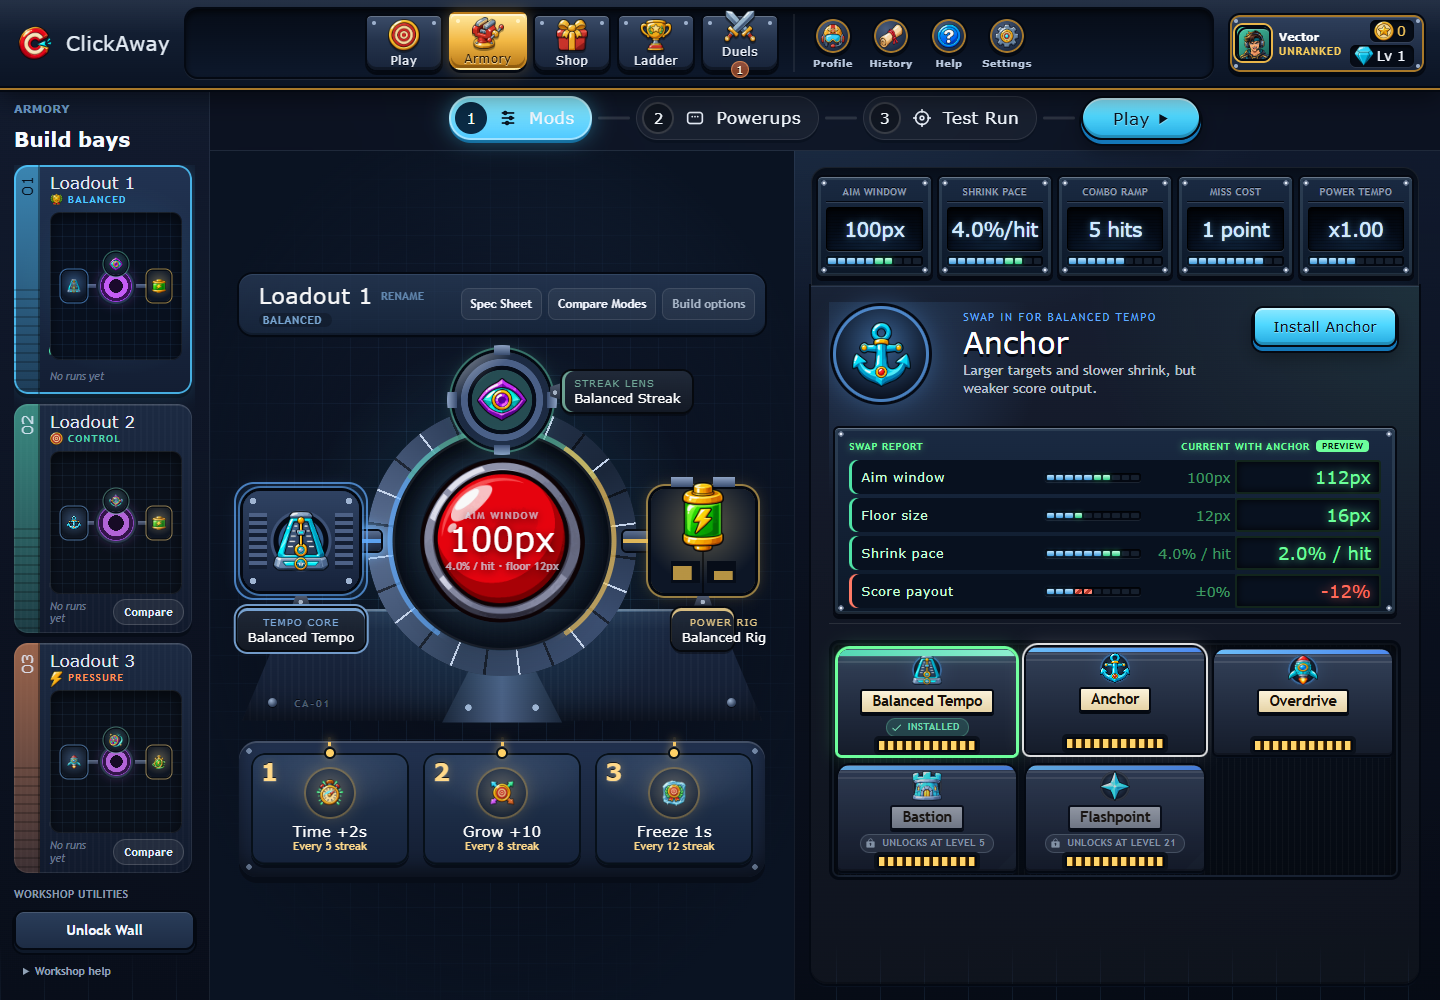 ClickAway
Play
Armory
Shop
Ladder
Duels
1
Profile
History
Help
Settings
Vector
UNRANKED
0
Lv 1
ARMORY
Build bays
1 Mods
2 Powerups
3 Test Run
Play
01
Loadout 1
BALANCED
No runs yet
02
Loadout 2
CONTROL
No runs
yet
Compare
03
Loadout 3
PRESSURE
No runs
yet
Compare
WORKSHOP UTILITIES
Unlock Wall
Workshop help
Loadout 1 RENAME
BALANCED
Spec Sheet
Compare Modes
Build options
STREAK LENS
Balanced Streak
AIM WINDOW
100px
4.0% / hit · floor 12px
TEMPO CORE
Balanced Tempo
POWER RIG
Balanced Rig
CA-01
1
Time +2s
Every 5 streak
2
Grow +10
Every 8 streak
3
Freeze 1s
Every 12 streak
AIM WINDOW
100px
SHRINK PACE
4.0%/hit
COMBO RAMP
5 hits
MISS COST
1 point
POWER TEMPO
x1.00
SWAP IN FOR BALANCED TEMPO
Anchor
Larger targets and slower shrink, but
weaker score output.
Install Anchor
SWAP REPORT
CURRENT WITH ANCHOR PREVIEW
Aim window 100px 112px
Floor size 12px 16px
Shrink pace 4.0% / hit 2.0% / hit
Score payout ±0% -12%
Balanced Tempo
INSTALLED
Anchor
Overdrive
Bastion
UNLOCKS AT LEVEL 5
Flashpoint
UNLOCKS AT LEVEL 21